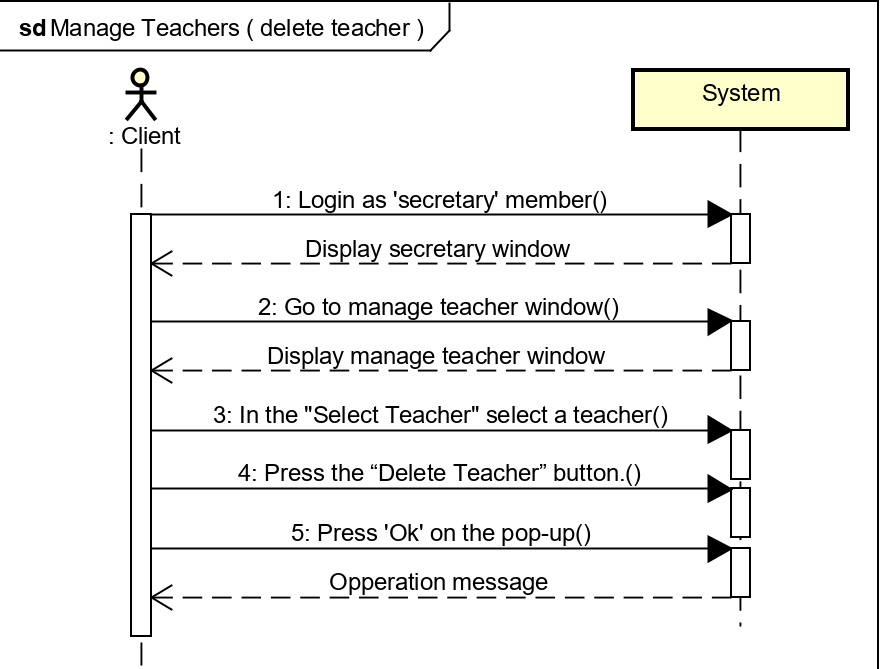 sd Manage Teachers ( delete teacher )
System
: Client
1: Login as 'secretary' member()
Display secretary window
2: Go to manage teacher window()
Display manage teacher window
3: In the "Select Teacher" select a teacher()
4: Press the “Delete Teacher” button.()
5: Press 'Ok' on the pop-up()
Opperation message